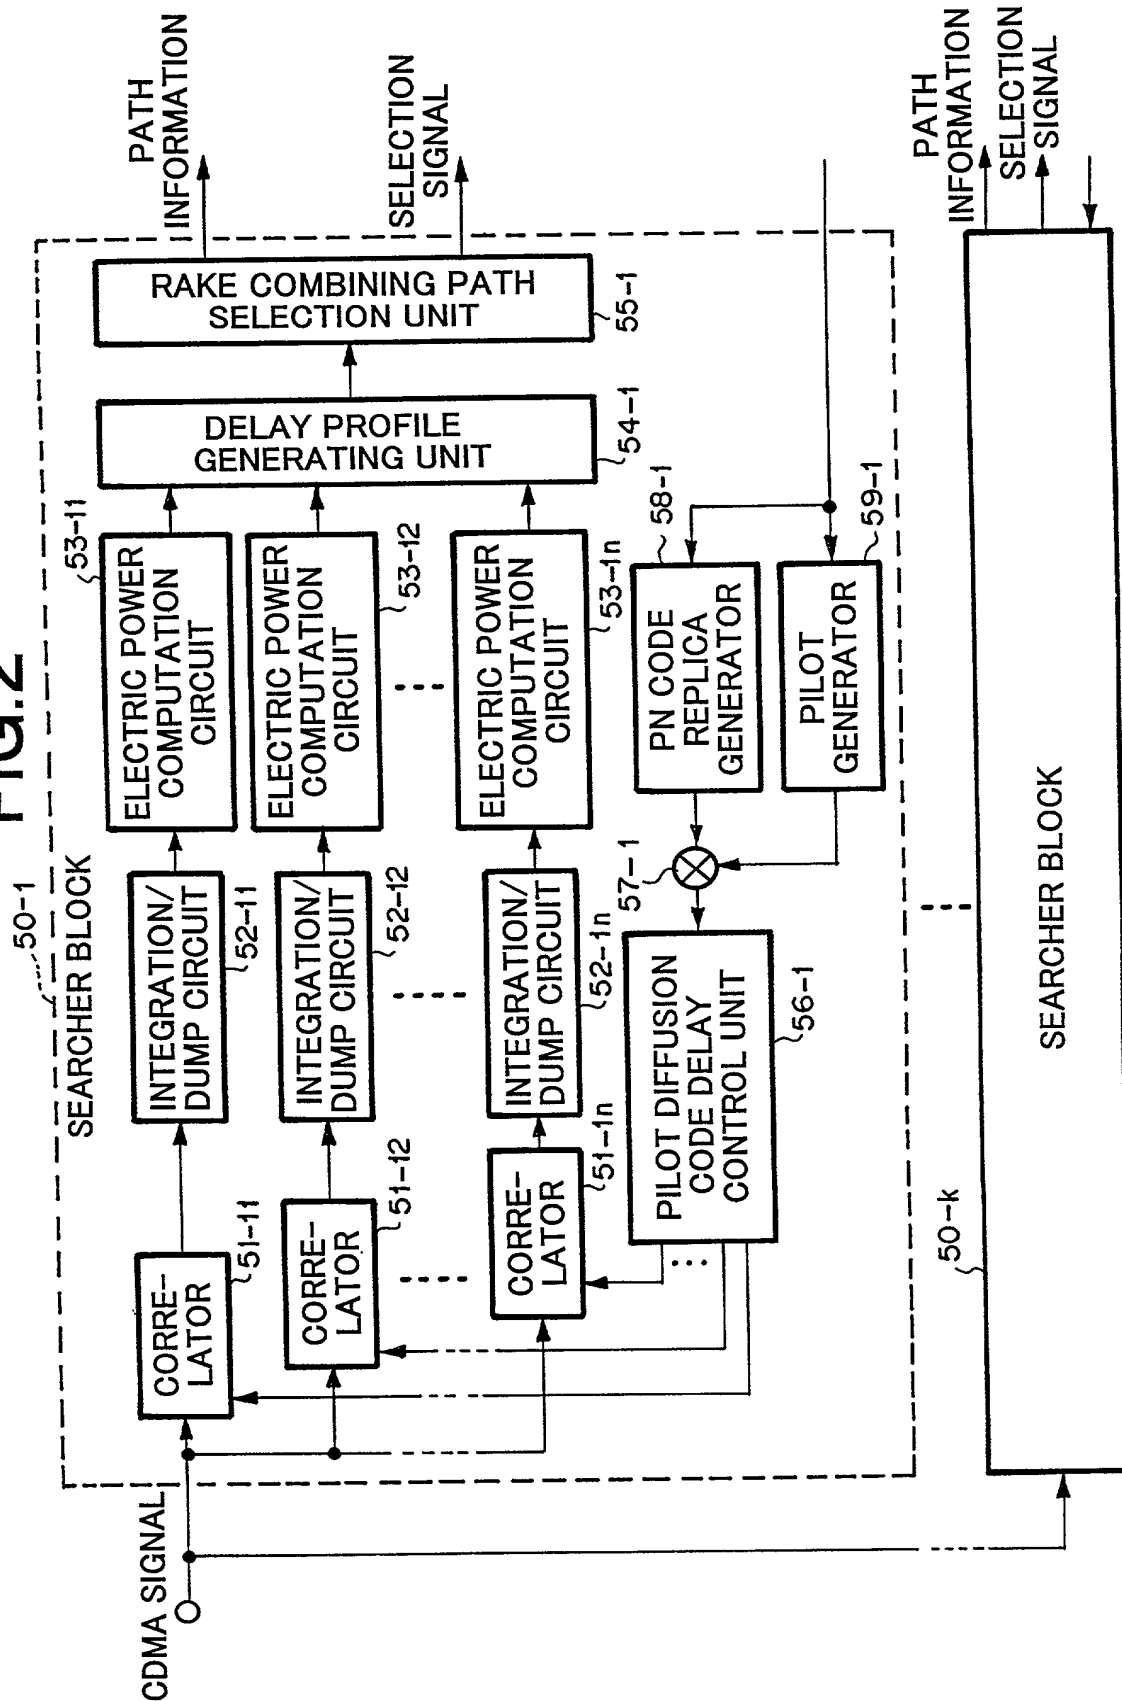 FIG.2
50-1
SEARCHER BLOCK
CDMA SIGNAL
CORRE-
LATOR
51-11
INTEGRATION/
DUMP CIRCUIT
52-11
ELECTRIC POWER
COMPUTATION
CIRCUIT
53-11
CORRE-
LATOR
51-12
INTEGRATION/
DUMP CIRCUIT
52-12
ELECTRIC POWER
COMPUTATION
CIRCUIT
53-12
CORRE-
LATOR
51-1n
INTEGRATION/
DUMP CIRCUIT
52-1n
ELECTRIC POWER
COMPUTATION
CIRCUIT
53-1n
DELAY PROFILE
GENERATING UNIT
54-1
RAKE COMBINING PATH
SELECTION UNIT
55-1
PATH
INFORMATION
SELECTION
SIGNAL
PILOT DIFFUSION
CODE DELAY
CONTROL UNIT
56-1
57-1
PN CODE
REPLICA
GENERATOR
58-1
PILOT
GENERATOR
59-1
50-k
SEARCHER BLOCK
PATH
INFORMATION
SELECTION
SIGNAL